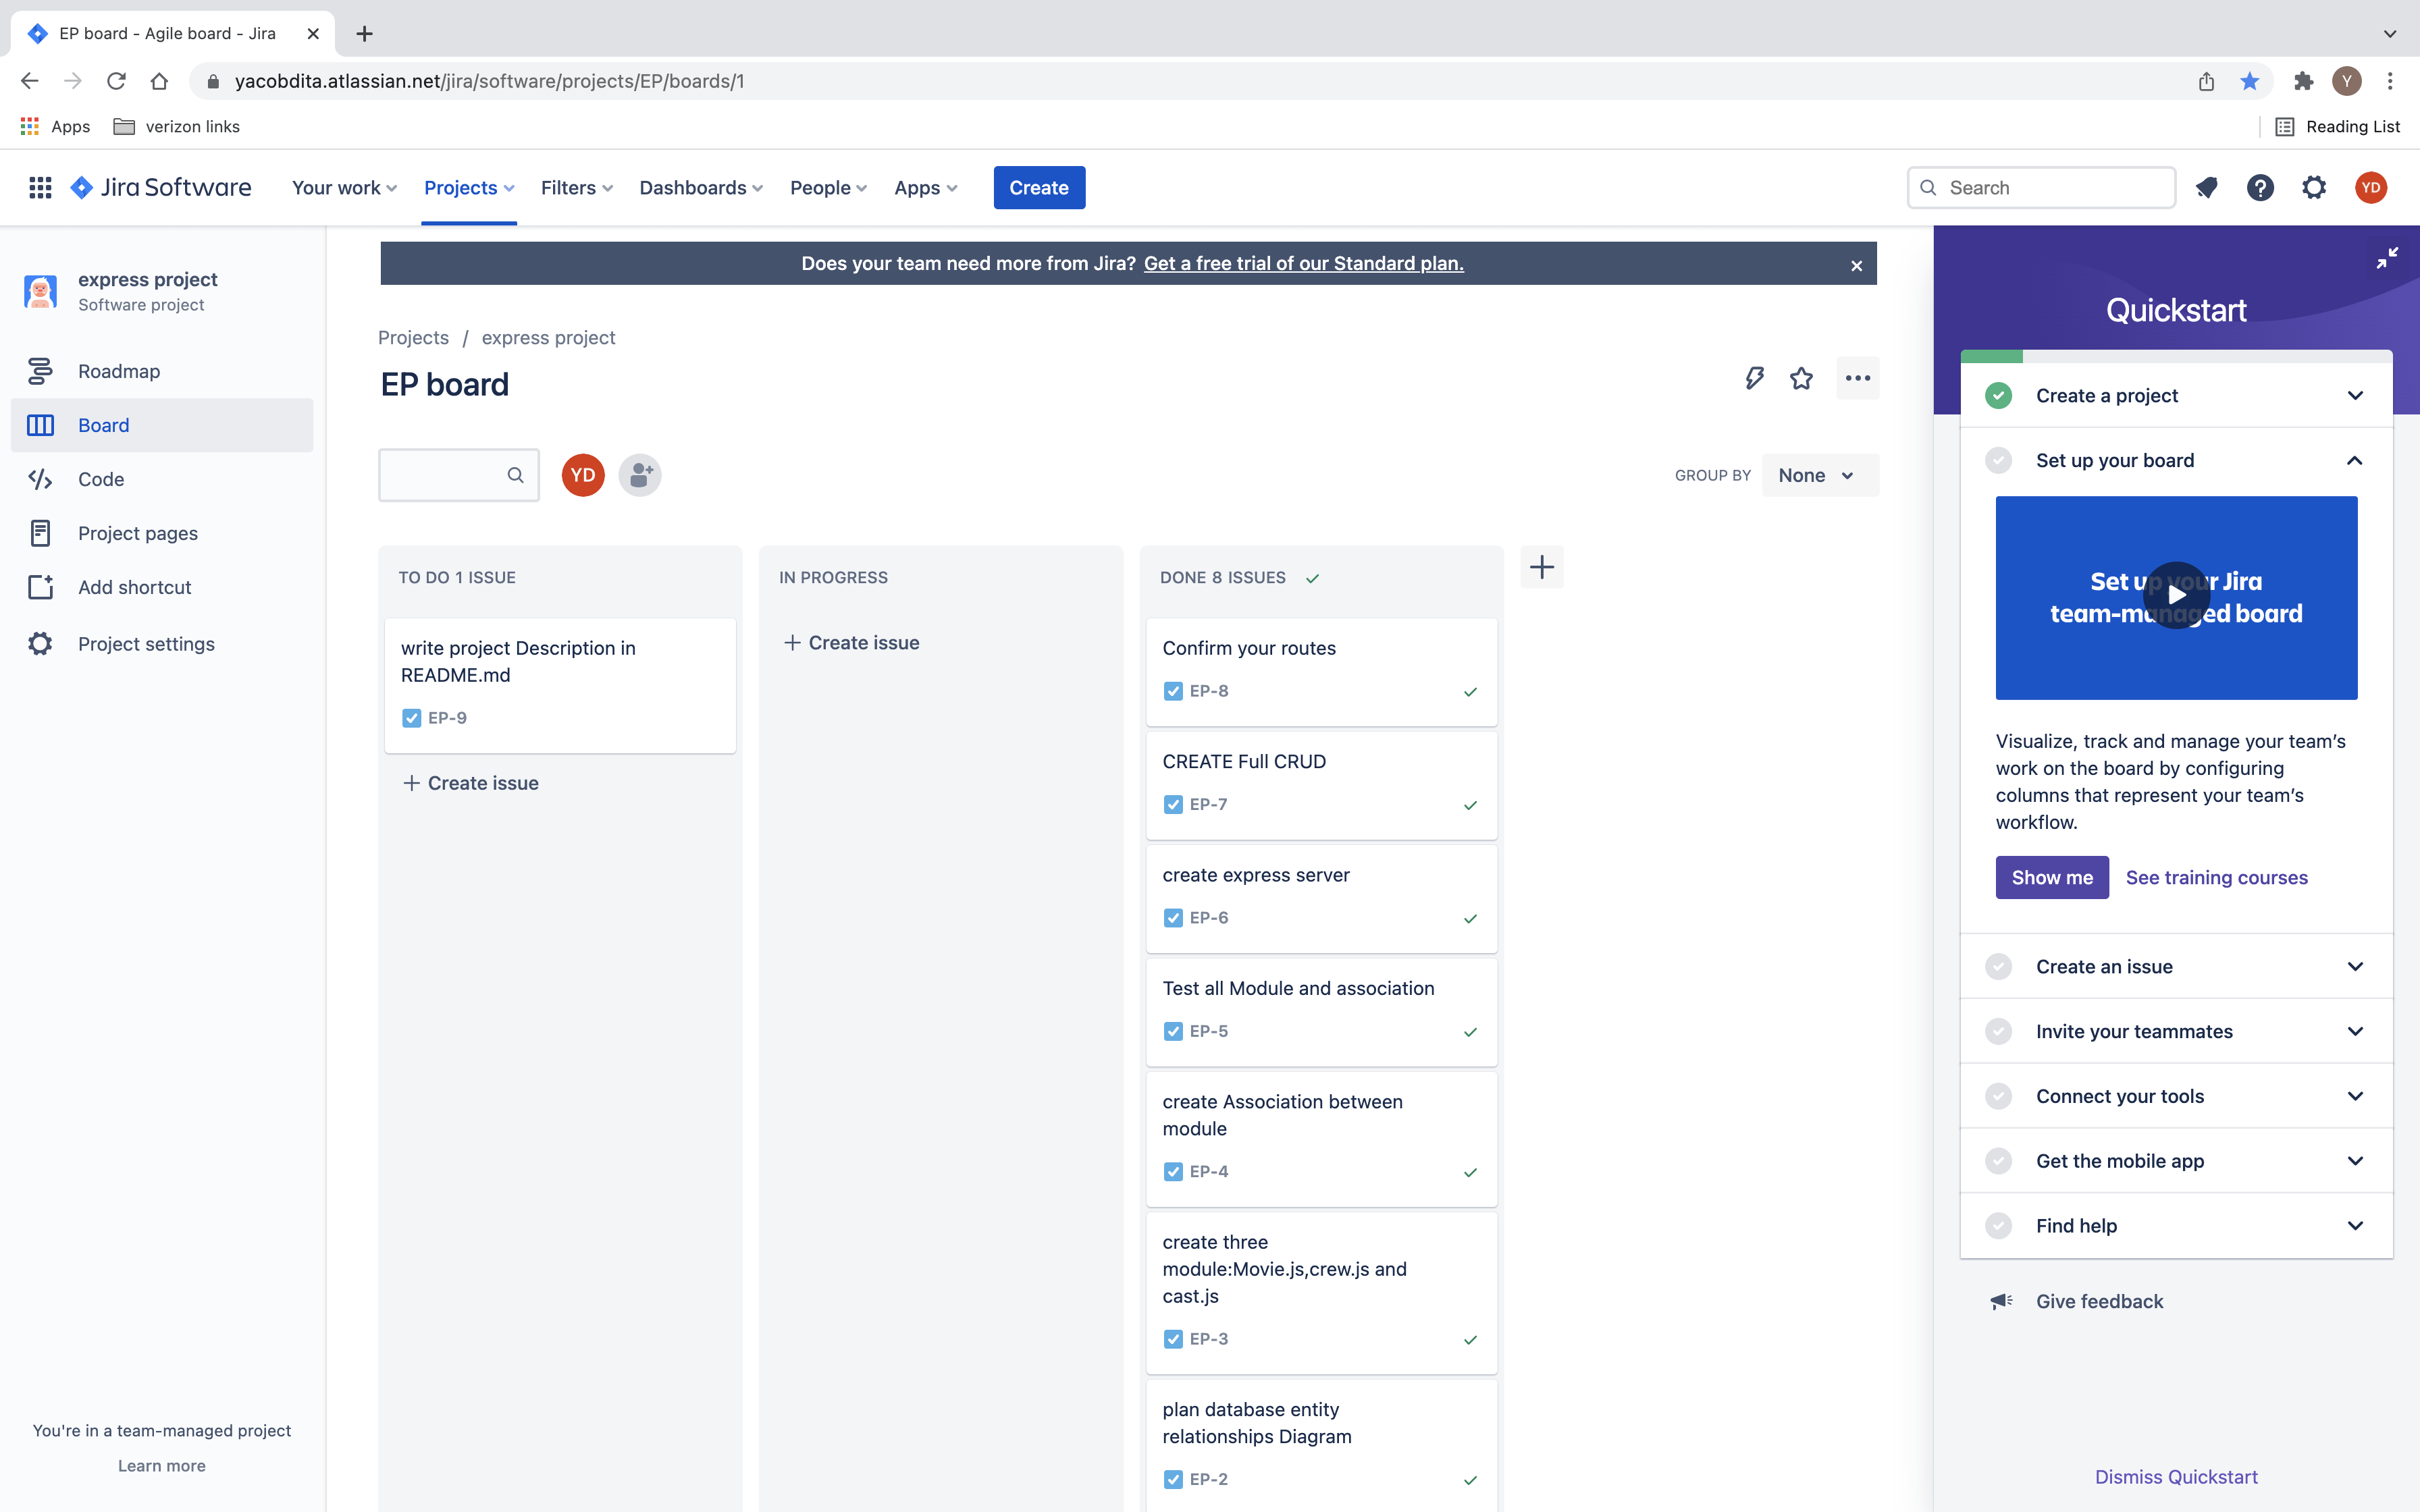 EP board - Agile board - Jira
yacobdita.atlassian.net/jira/software/projects/EP/boards/1
Y
Apps
verizon links
Reading List
Jira Software
Your work
Projects
Filters
Dashboards
People
Apps
Create
Search
YD
express project
Software project
Roadmap
Board
Code
Project pages
Add shortcut
Project settings
You're in a team-managed project
Learn more
Does your team need more from Jira? Get a free trial of our Standard plan.
Projects / express project
EP board
YD
GROUP BY
None
TO DO 1 ISSUE
write project Description in
README.md
EP-9
+ Create issue
IN PROGRESS
+ Create issue
DONE 8 ISSUES
Confirm your routes
EP-8
CREATE Full CRUD
EP-7
create express server
EP-6
Test all Module and association
EP-5
create Association between
module
EP-4
create three
module:Movie.js,crew.js and
cast.js
EP-3
plan database entity
relationships Diagram
EP-2
Quickstart
Create a project
Set up your board
Set up your Jira
team-managed board
Visualize, track and manage your team's
work on the board by configuring
columns that represent your team's
workflow.
Show me
See training courses
Create an issue
Invite your teammates
Connect your tools
Get the mobile app
Find help
Give feedback
Dismiss Quickstart